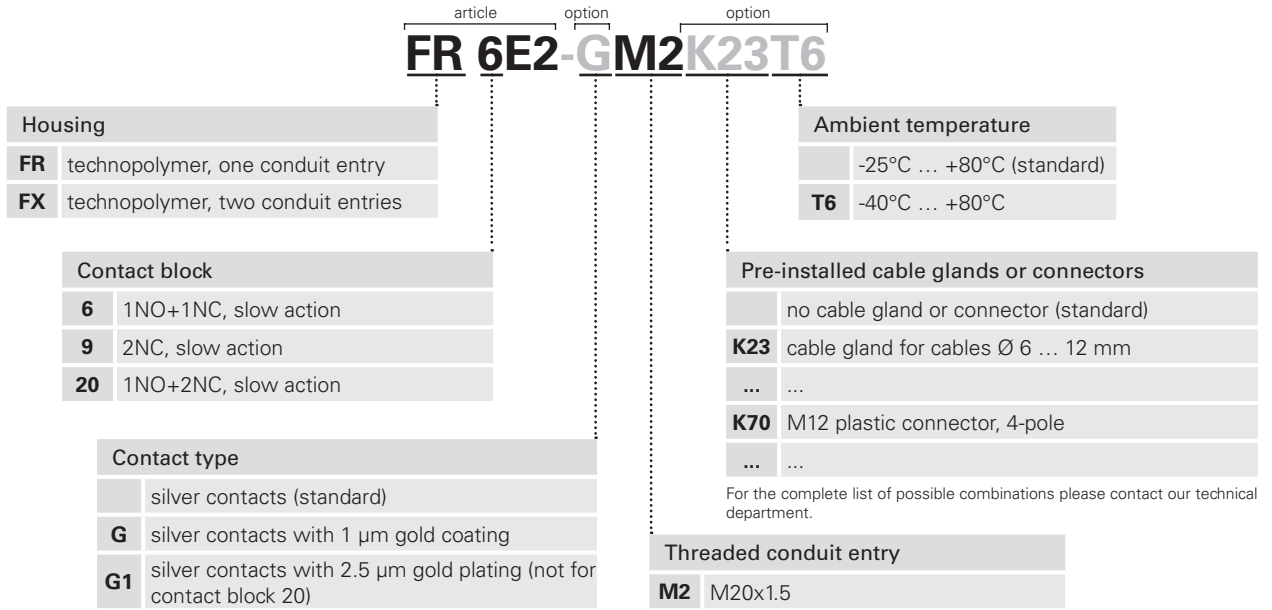 article option option
FR 6E2-GM2K23T6
Housing
FR technopolymer, one conduit entry
FX technopolymer, two conduit entries
Ambient temperature
-25°C … +80°C (standard)
T6 -40°C … +80°C
Contact block
6 1NO+1NC, slow action
9 2NC, slow action
20 1NO+2NC, slow action
Pre-installed cable glands or connectors
no cable gland or connector (standard)
K23 cable gland for cables Ø 6 … 12 mm
... ...
K70 M12 plastic connector, 4-pole
... ...
For the complete list of possible combinations please contact our technical
department.
Contact type
silver contacts (standard)
G silver contacts with 1 µm gold coating
G1 silver contacts with 2.5 µm gold plating (not for
contact block 20)
Threaded conduit entry
M2 M20x1.5